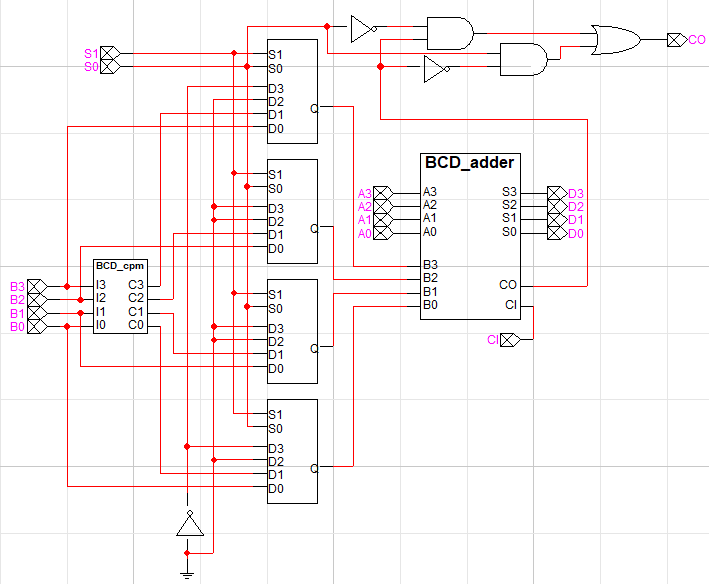 S1
S0
S1
S0
D3
D2
D1
D0
Q
CO
S1
S0
D3
D2
D1
D0
Q
BCD_adder
A3
A2
A1
A0
A3
A2
A1
A0
B3
B2
B1
B0
S3
S2
S1
S0
CO
CI
D3
D2
D1
D0
CI
B3
B2
B1
B0
BCD_cpm
I3
I2
I1
I0
C3
C2
C1
C0
S1
S0
D3
D2
D1
D0
Q
S1
S0
D3
D2
D1
D0
Q